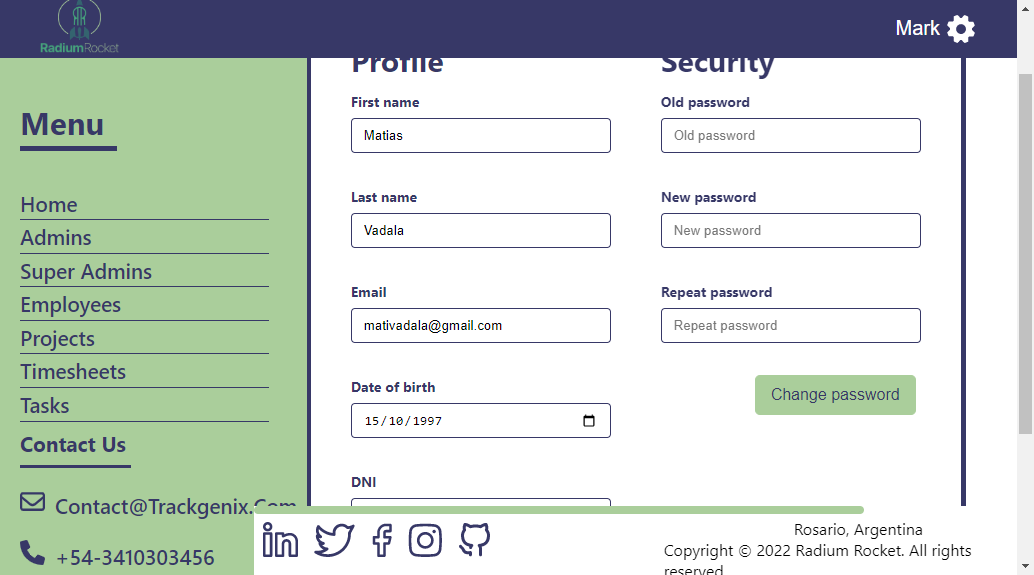 RadiumRocket
Mark
Menu
Home
Admins
Super Admins
Employees
Projects
Timesheets
Tasks
Contact Us
Contact@Trackgenix.Com
+54-3410303456
Profile
First name
Matias
Last name
Vadala
Email
mativadala@gmail.com
Date of birth
15/10/1997
DNI
Security
Old password
Old password
New password
New password
Repeat password
Repeat password
Change password
Rosario, Argentina
Copyright © 2022 Radium Rocket. All rights
reserved